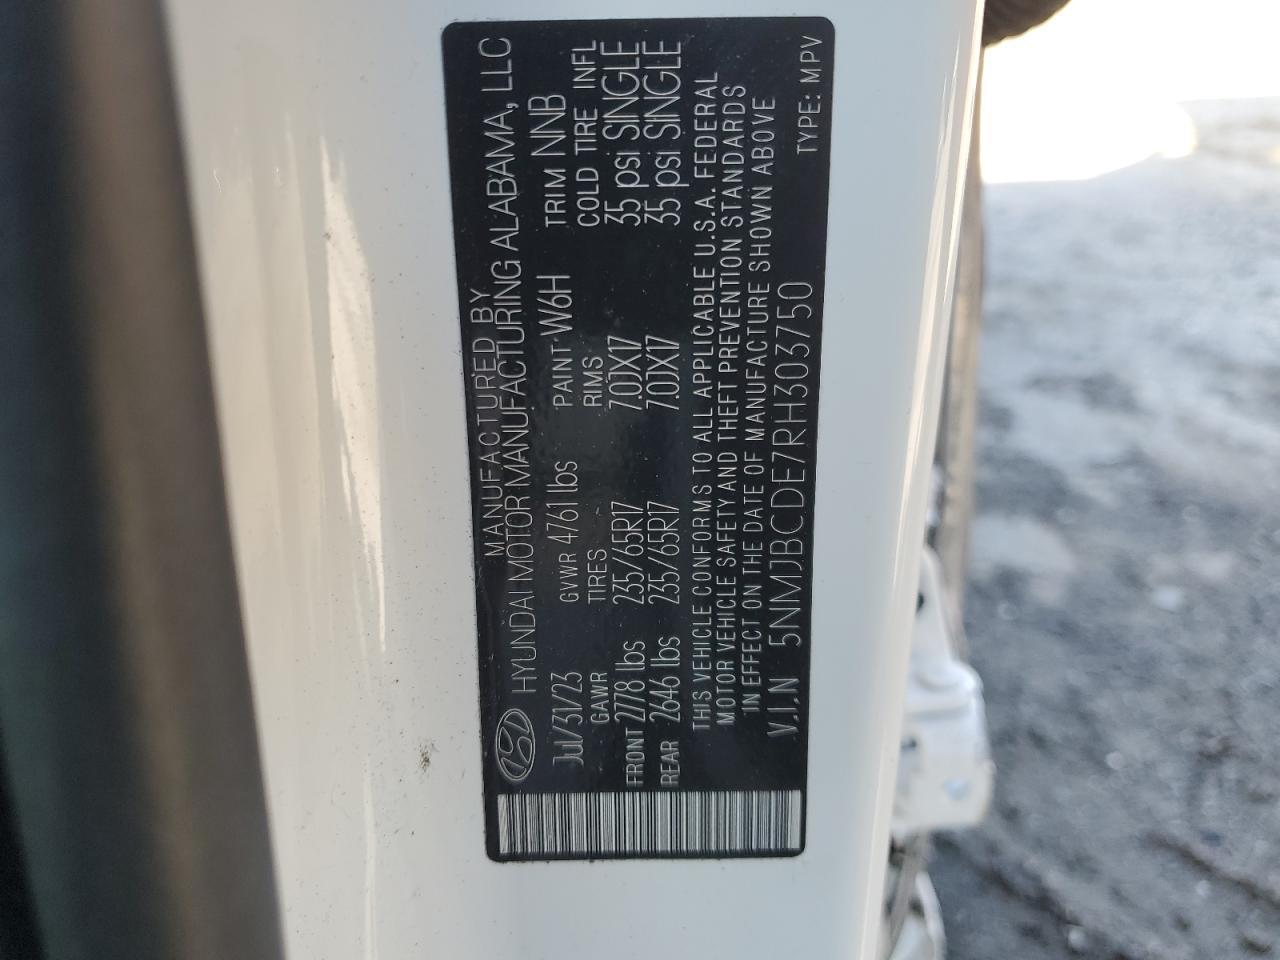 MANUFACTURED BY
HYUNDAI MOTOR MANUFACTURING ALABAMA, LLC
Jul/31/23 GVWR 4761 lbs PAINT W6H TRIM NNB
GAWR TIRES RIMS COLD TIRE INFL
FRONT 2778 lbs 235/65R17 7.0JX17 35 psi SINGLE
REAR 2646 lbs 235/65R17 7.0JX17 35 psi SINGLE
THIS VEHICLE CONFORMS TO ALL APPLICABLE U.S.A. FEDERAL
MOTOR VEHICLE SAFETY AND THEFT PREVENTION STANDARDS
IN EFFECT ON THE DATE OF MANUFACTURE SHOWN ABOVE
V.I.N 5NMJBCDE7RH303750 TYPE: MPV